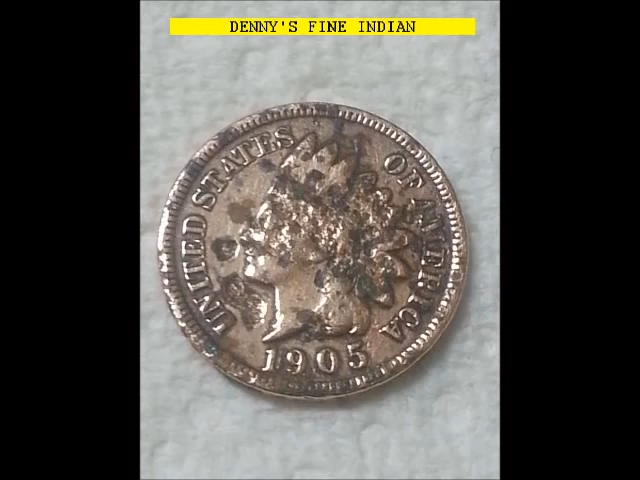 DENNY'S FINE INDIAN
UNITED STATES OF AMERICA
1905